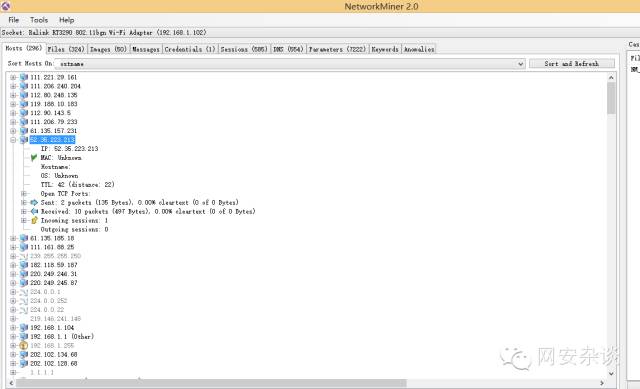 NetworkMiner 2.0
File Tools Help
Socket: Ralink RT3290 802.11bgn Wi-Fi Adapter (192.168.1.102)
Hosts (296) Files (324) Images (50) Messages Credentials (1) Sessions (585) DNS (554) Parameters (7222) Keywords Anomalies
Cas
Sort Hosts On: ostname Sort and Refresh
Fil
111.221.29.161
111.206.240.204
112.80.248.135
119.188.10.183
112.90.143.5
111.206.79.233
61.135.157.231
52.35.223.213
IP: 52.35.223.213
MAC: Unknown
Hostname:
OS: Unknown
TTL: 42 (distance: 22)
Open TCP Ports:
Sent: 2 packets (135 Bytes), 0.00% cleartext (0 of 0 Bytes)
Received: 10 packets (497 Bytes), 0.00% cleartext (0 of 0 Bytes)
Incoming sessions: 1
Outgoing sessions: 0
61.135.185.18
111.161.88.25
239.255.255.250
182.118.59.187
220.249.246.31
220.249.245.87
224.0.0.1
224.0.0.252
224.0.0.22
219.146.241.148
192.168.1.104
192.168.1.1 (Other)
192.168.1.255
202.102.134.68
202.102.128.68
1.1.1.1
网安杂谈